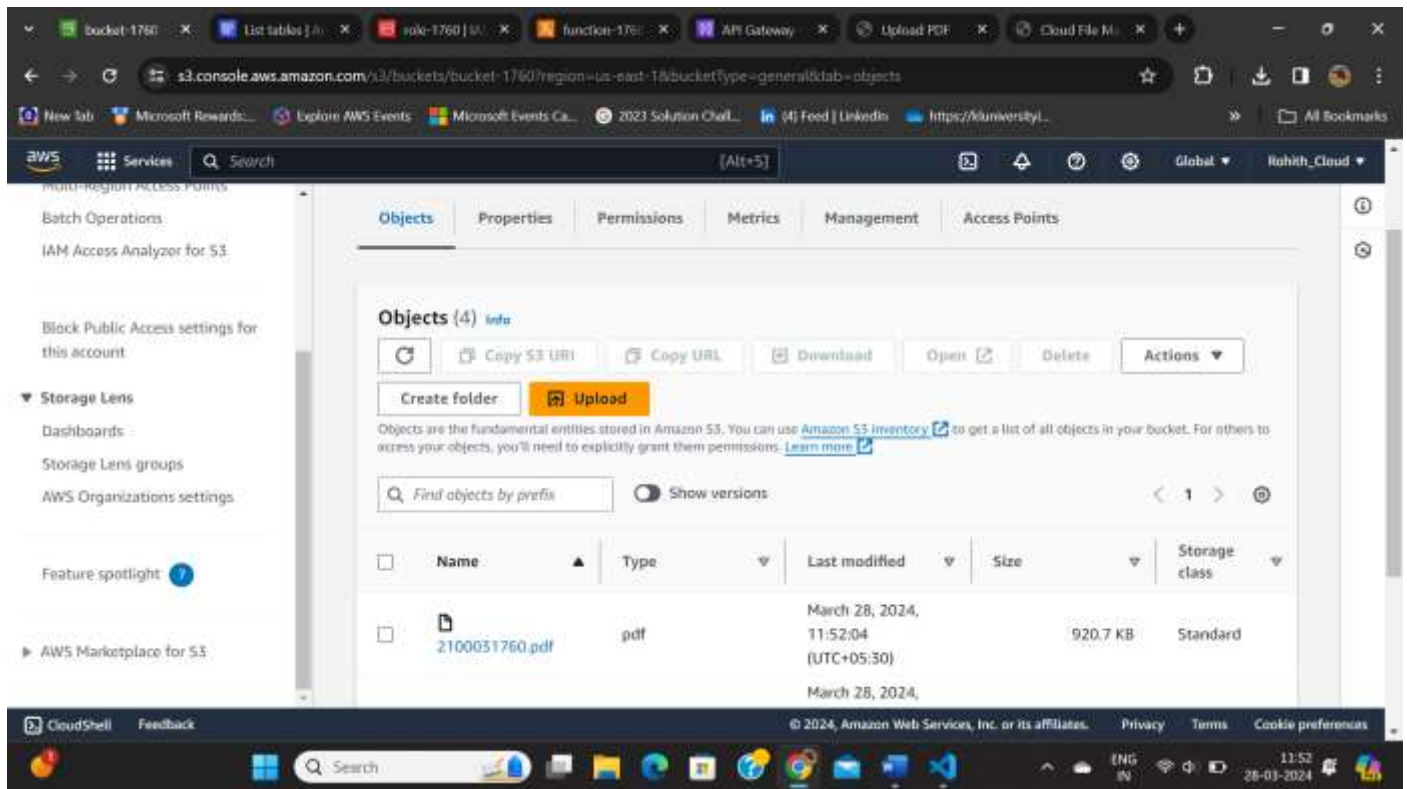 bucket-1760
List tables |
role-1760 |
function-176
API Gateway
Upload PDF
Cloud File M
s3.console.aws.amazon.com/s3/buckets/bucket-1760?region=us-east-1&bucketType=general&tab=objects
New tab
Microsoft Rewards:...
Explore AWS Events
Microsoft Events Ca...
2023 Solution Chall...
(4) Feed | LinkedIn
https://kluniversityi...
»
All Bookmarks
aws
Services
Search
[Alt+S]
Global ▼
Rohith_Cloud ▼
Multi-Region Access Points
Batch Operations
IAM Access Analyzer for S3
Block Public Access settings for
this account
Storage Lens
Dashboards
Storage Lens groups
AWS Organizations settings
Feature spotlight 7
AWS Marketplace for S3
Objects Properties Permissions Metrics Management Access Points
Objects (4) Info
Copy S3 URI Copy URL Download Open Delete Actions ▼
Create folder Upload
Objects are the fundamental entities stored in Amazon S3. You can use Amazon S3 inventory to get a list of all objects in your bucket. For others to
access your objects, you'll need to explicitly grant them permissions. Learn more
Find objects by prefix Show versions < 1 >
Name Type Last modified Size Storage
class
March 28, 2024,
2100031760.pdf pdf 11:52:04 920.7 KB Standard
(UTC+05:30)
March 28, 2024,
CloudShell Feedback © 2024, Amazon Web Services, Inc. or its affiliates. Privacy Terms Cookie preferences
Search
ENG
IN
11:52
28-03-2024